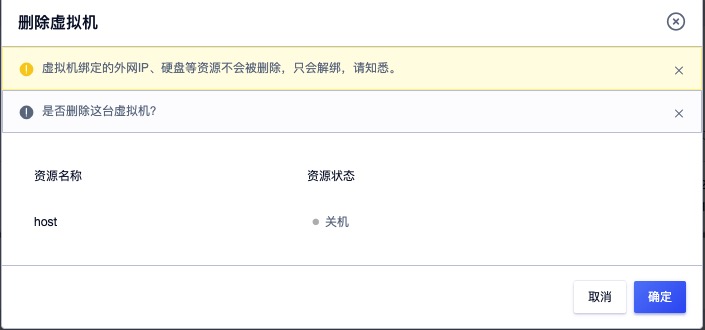 删除虚拟机
虚拟机绑定的外网IP、硬盘等资源不会被删除，只会解绑，请知悉。
是否删除这台虚拟机?
资源名称 资源状态
host 关机
取消 确定